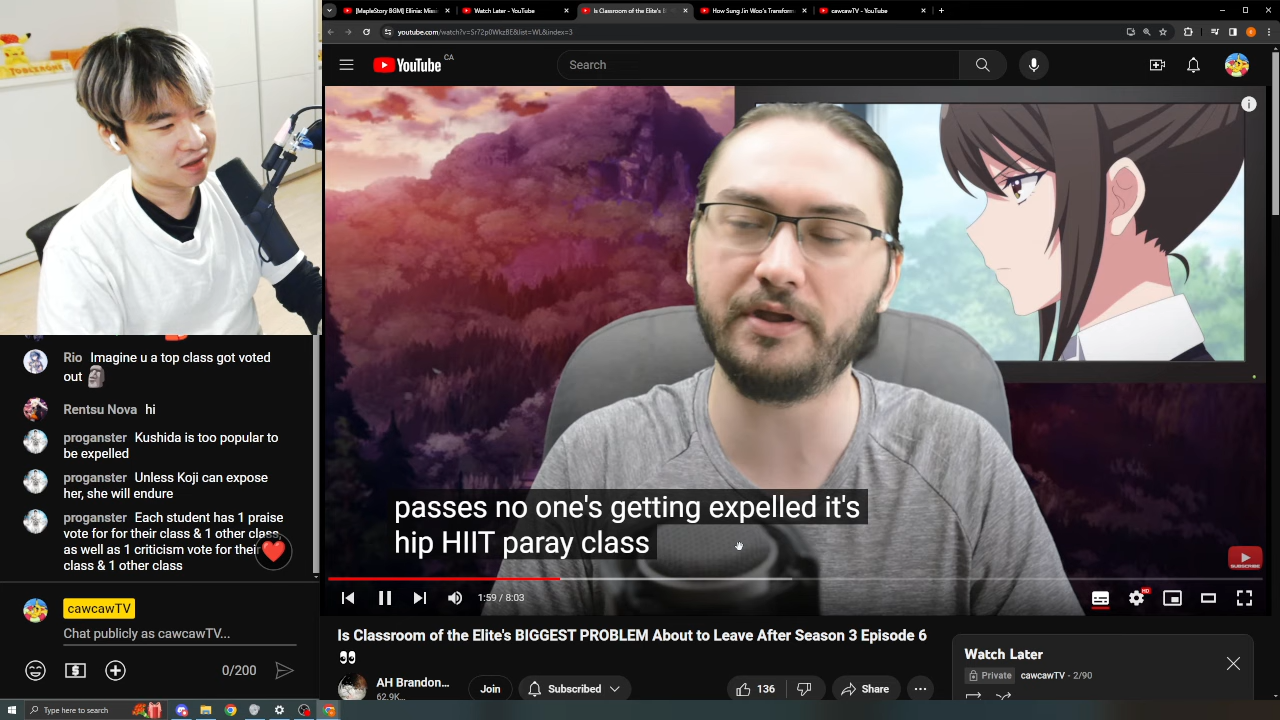 [MapleStory BGM] Ellinia: Missi
Watch Later - YouTube
Is Classroom of the Elite's B
How Sung Jin Woo's Transform
cawcawTV - YouTube
youtube.com/watch?v=Sr72p0WkzBE&list=WL&index=3
YouTube CA
Search
passes no one's getting expelled it's
hip HIIT paray class
SUBSCRIBE
1:59 / 8:03
HD
Is Classroom of the Elite's BIGGEST PROBLEM About to Leave After Season 3 Episode 6
AH Brandon...
62.9K...
Join
Subscribed
136
Share
Watch Later
Private
cawcawTV - 2/90
Rio Imagine u a top class got voted
out
Rentsu Nova hi
proganster Kushida is too popular to
be expelled
proganster Unless Koji can expose
her, she will endure
proganster Each student has 1 praise
vote for for their class & 1 other class,
as well as 1 criticism vote for their
class & 1 other class
cawcawTV
Chat publicly as cawcawTV...
0/200
Type here to search